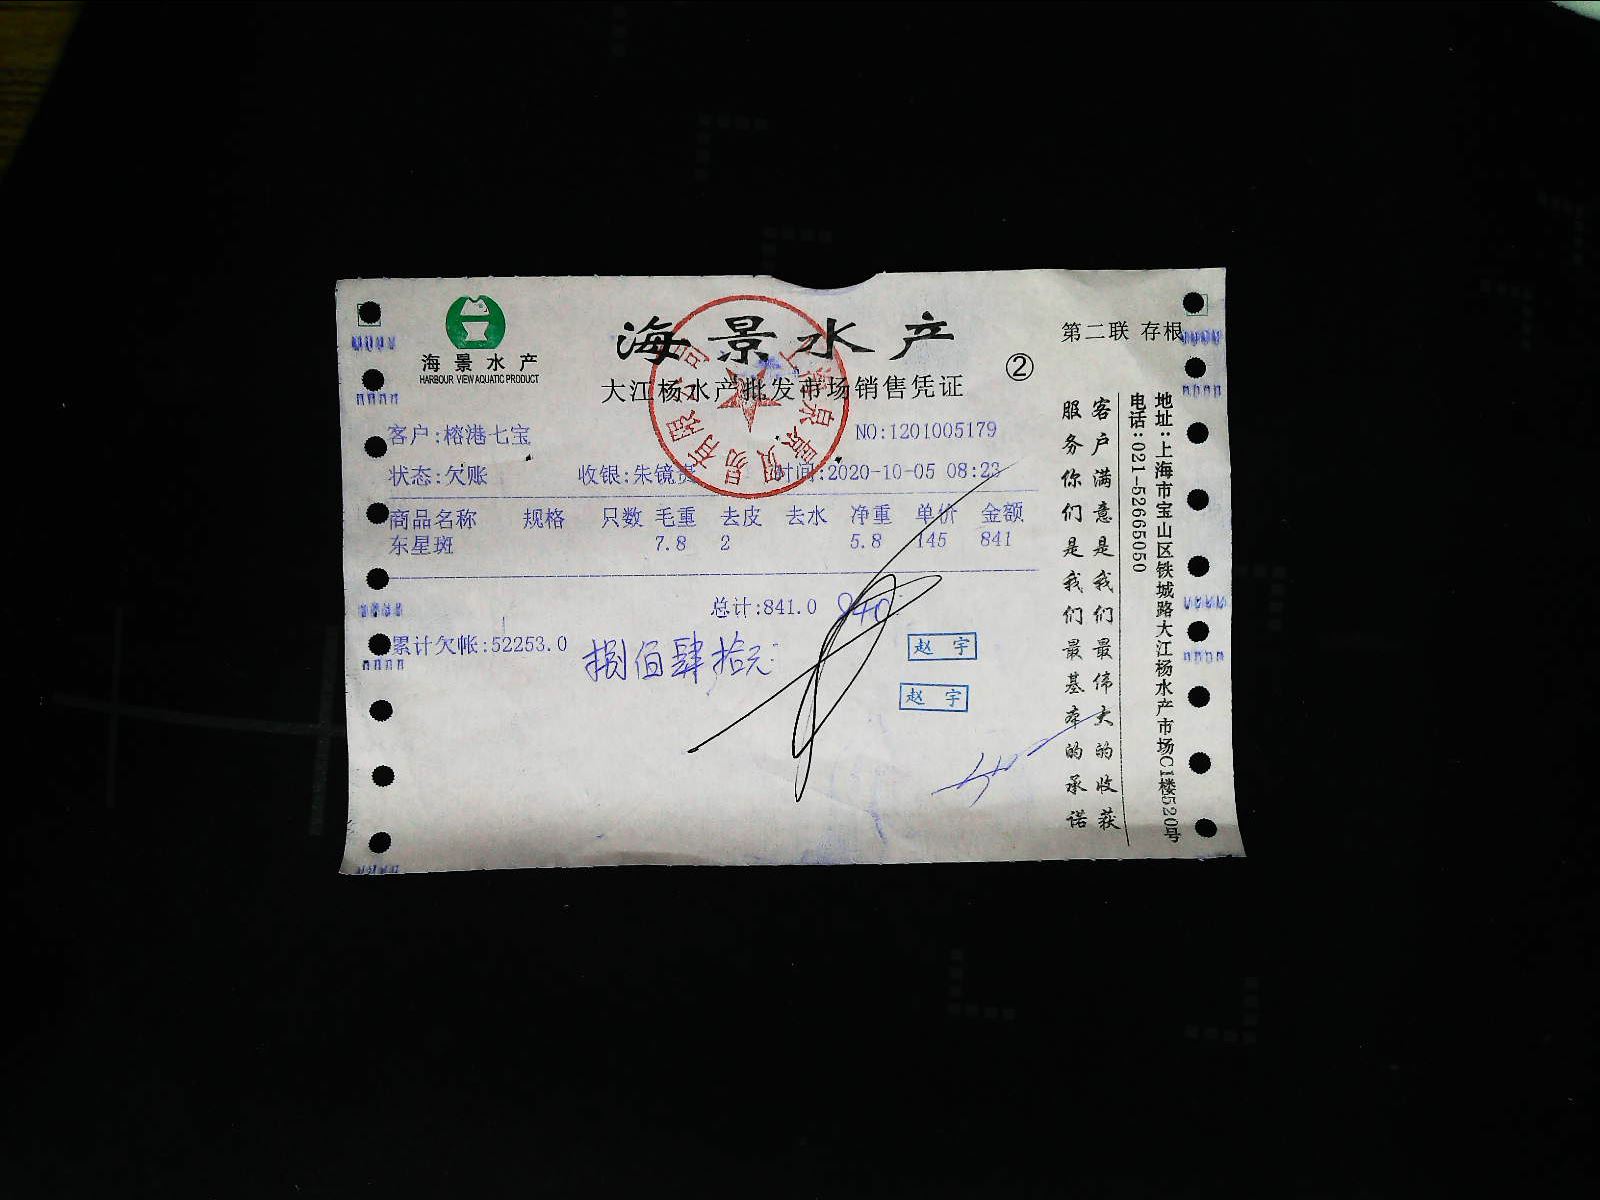 海景水产
HARBOUR VIEW AQUATIC PRODUCT
海景水产
大江杨水产批发市场销售凭证
②
第二联 存根
客户:榕港七宝
NO:1201005179
状态:欠账
收银:朱镜贵
时间:2020-10-05 08:23
商品名称 规格 只数 毛重 去皮 去水 净重 单价 金额
东星斑 7.8 2 5.8 145 841
总计:841.0
840
累计欠帐:52253.0
捌佰肆拾元
赵宇
赵宇
客户满意是我们最伟大的收获
服务你们是我们最基本的承诺
地址:上海市宝山区铁城路大江杨水产市场C1楼520号
电话:021-52665050